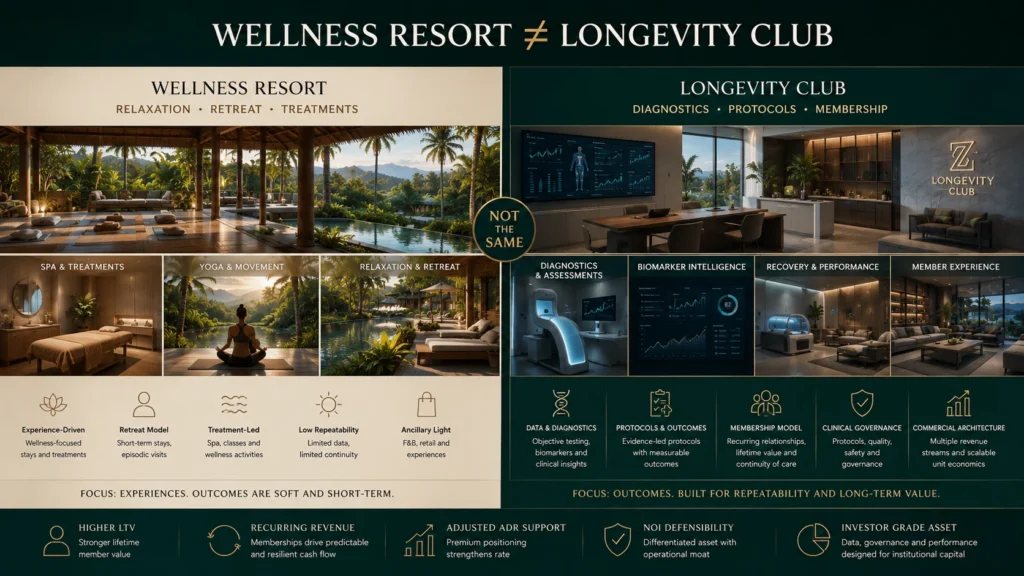 WELLNESS RESORT ≠ LONGEVITY CLUB
WELLNESS RESORT
RELAXATION • RETREAT • TREATMENTS
LONGEVITY CLUB
DIAGNOSTICS • PROTOCOLS • MEMBERSHIP
LONGEVITY
CLUB
NOT
THE
SAME
SPA & TREATMENTS
YOGA & MOVEMENT
RELAXATION & RETREAT
DIAGNOSTICS
& ASSESSMENTS
BIOMARKER INTELLIGENCE
RECOVERY & PERFORMANCE
MEMBER EXPERIENCE
Experience-Driven
Wellness-focused
stays and treatments
Retreat Model
Short-term stays,
episodic visits
Treatment-Led
Spa, classes and
wellness activities
Low Repeatability
Limited data,
limited continuity
Ancillary Light
F&B, retail and
experiences
DATA & DIAGNOSTICS
Objective testing,
biomarkers and
clinical insights
PROTOCOLS & OUTCOMES
Evidence-led protocols
with measurable
outcomes
MEMBERSHIP MODEL
Recurring relationships,
lifetime value and
continuity of care
CLINICAL GOVERNANCE
Protocols, quality,
safety and
governance
COMMERCIAL ARCHITECTURE
Multiple revenue
streams and scalable
unit economics
FOCUS: EXPERIENCES. OUTCOMES ARE SOFT AND SHORT-TERM.
FOCUS: OUTCOMES. BUILT FOR REPEATABILITY AND LONG-TERM VALUE.
HIGHER LTV
Stronger lifetime
member value
RECURRING REVENUE
Memberships drive predictable
and resilient cash flow
ADJUSTED ADR SUPPORT
Premium positioning
strengthens rate
NOI DEFENSIBILITY
Differentiated asset with
operational moat
INVESTOR GRADE ASSET
Data, governance and performance
designed for institutional capital